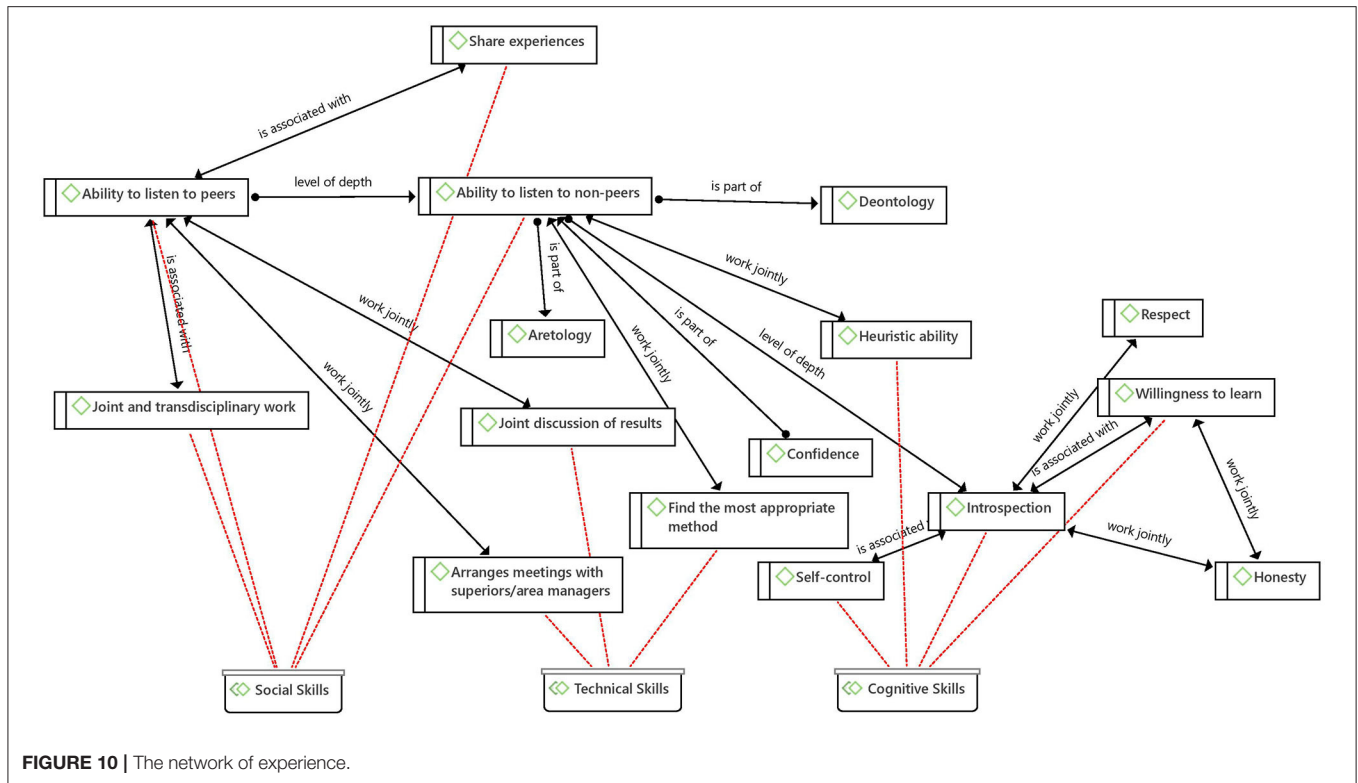 Share experiences
is associated with
Ability to listen to peers
level of depth
Ability to listen to non-peers
is part of
Deontology
is associated with
work jointly
is part of
work jointly
Respect
Aretology
is part of
Heuristic ability
work jointly
level of depth
work jointly
Willingness to learn
Joint and transdisciplinary work
work jointly
Joint discussion of results
is associated with
Confidence
work jointly
Find the most appropriate
method
Introspection
is associated
work jointly
Arranges meetings with
superiors/area managers
Self-control
Honesty
Social Skills
Technical Skills
Cognitive Skills
FIGURE 10 | The network of experience.